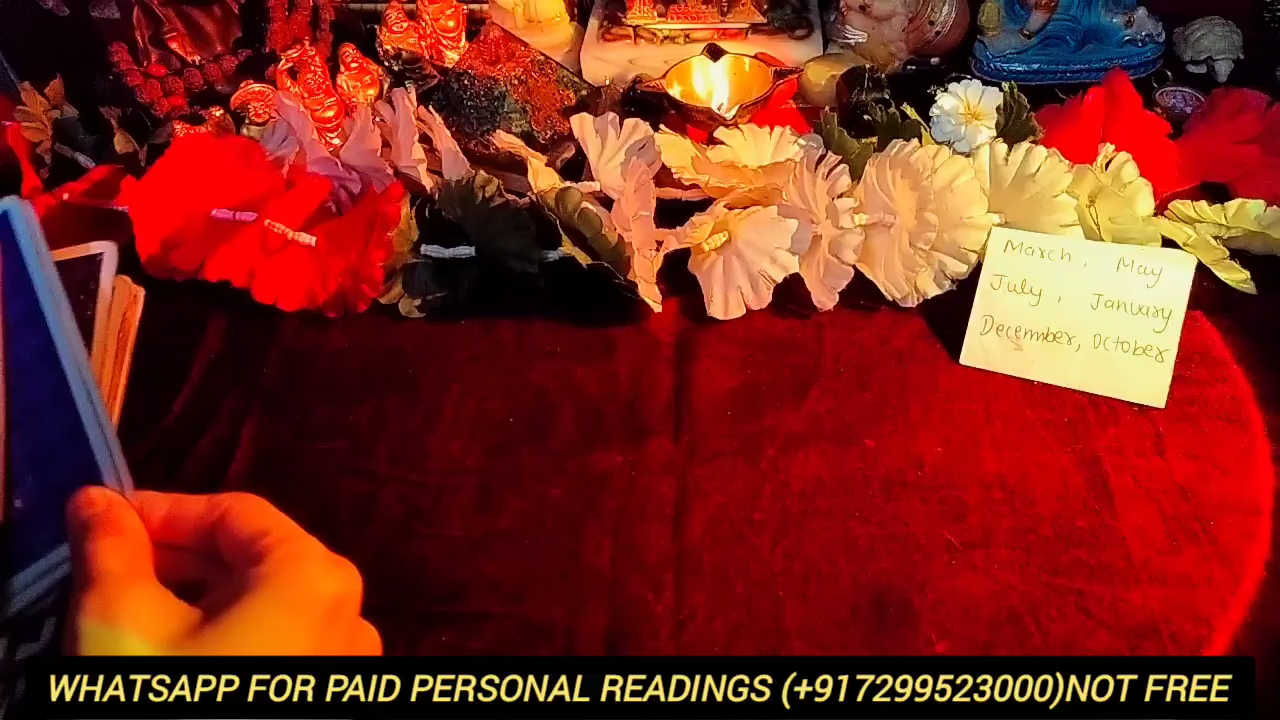 March, May
July, January
December, October
WHATSAPP FOR PAID PERSONAL READINGS (+917299523000)NOT FREE